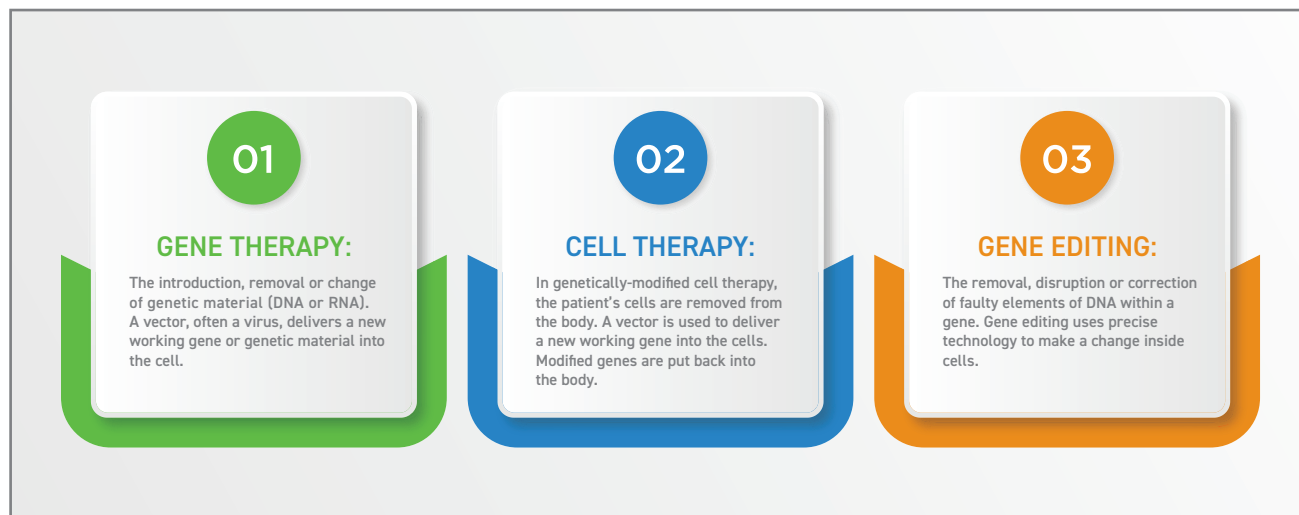 01
GENE THERAPY:
The introduction, removal or change
of genetic material (DNA or RNA).
A vector, often a virus, delivers a new
working gene or genetic material into
the cell.
02
CELL THERAPY:
In genetically-modified cell therapy,
the patient's cells are removed from
the body. A vector is used to deliver
a new working gene into the cells.
Modified genes are put back into
the body.
03
GENE EDITING:
The removal, disruption or correction
of faulty elements of DNA within a
gene. Gene editing uses precise
technology to make a change inside
cells.